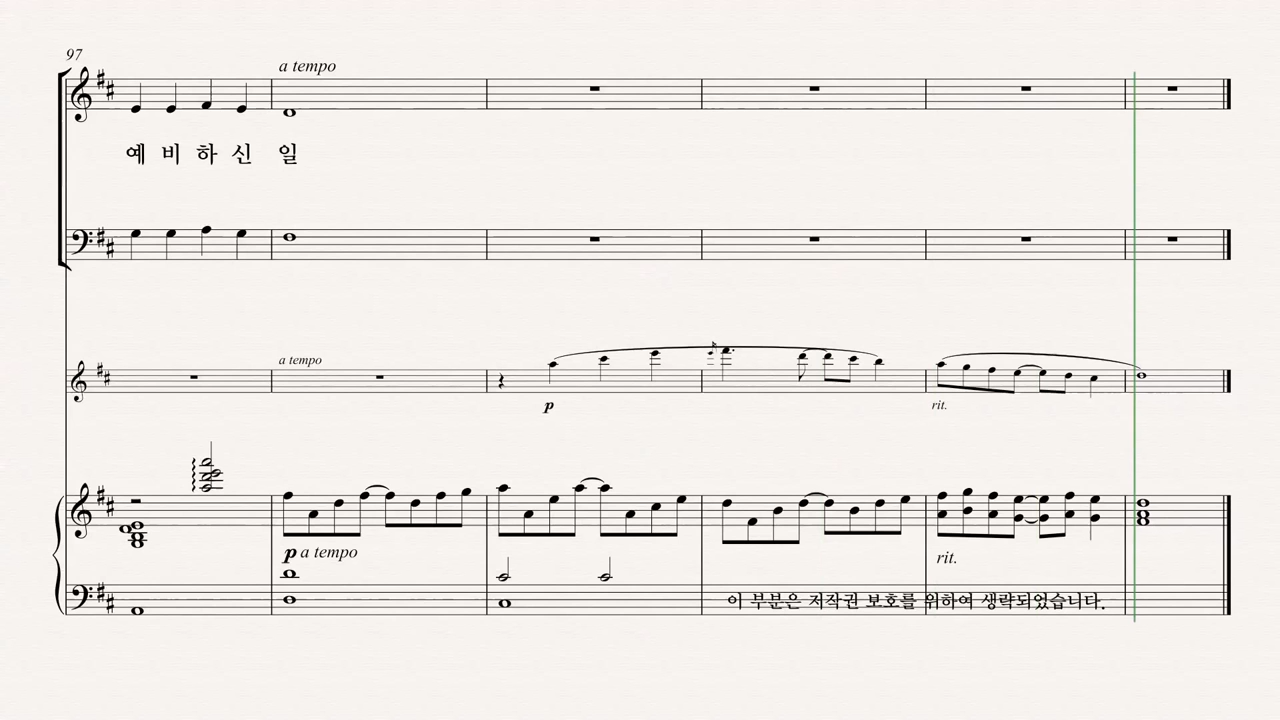 97
a tempo
예 비 하 신 일
a tempo
p
rit.
p a tempo
rit.
이 부분은 저작권 보호를 위하여 생략되었습니다.